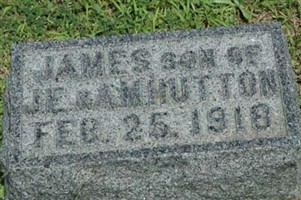 JAMES SON OF
J.E. & A.M. HUTTON
FEB. 25. 1918